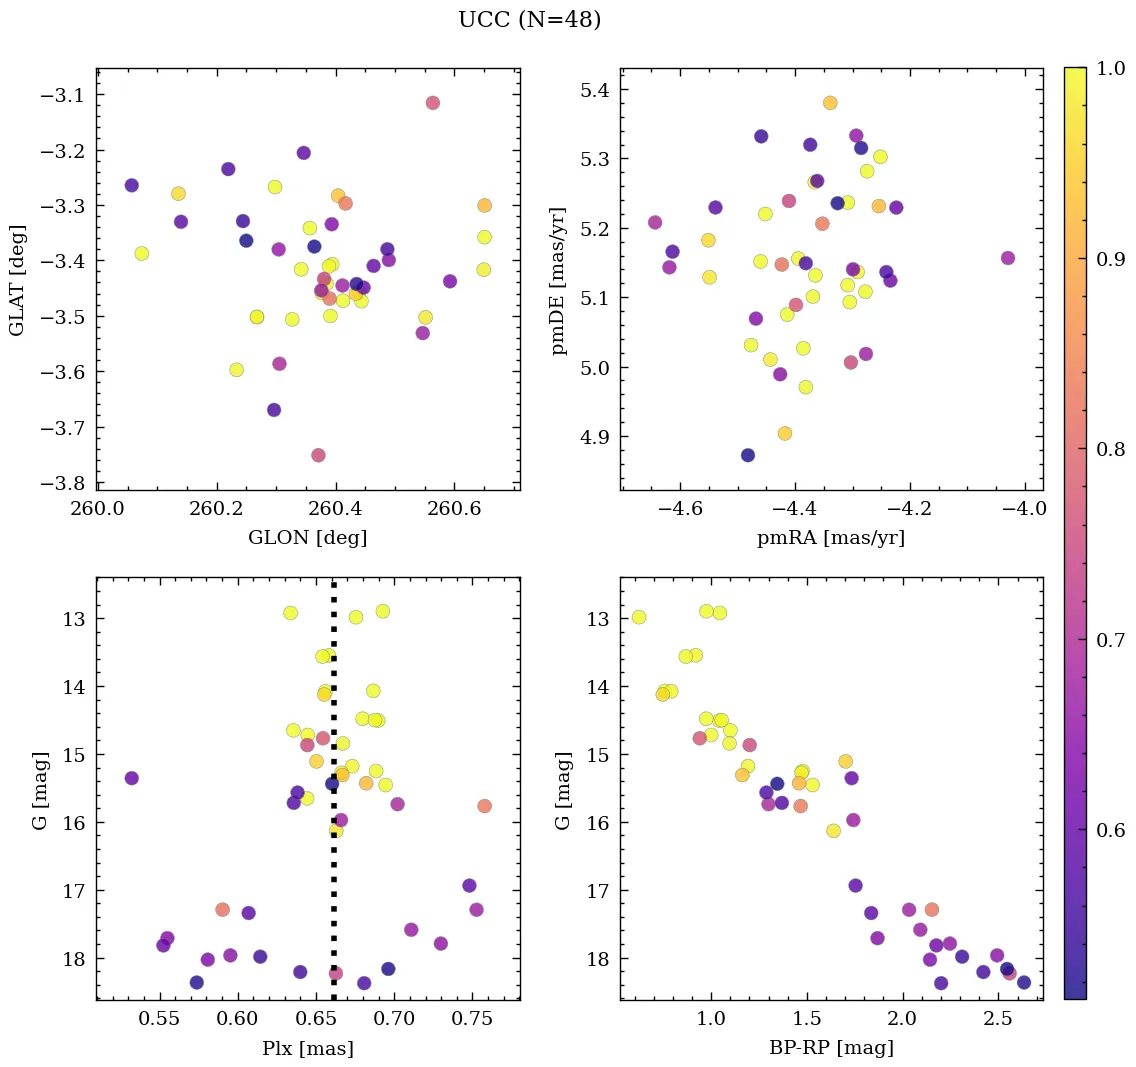 UCC (N=48)
−3.1
−3.2
−3.3
−3.4
−3.5
−3.6
−3.7
−3.8
GLAT [deg]
260.0 260.2 260.4 260.6
GLON [deg]
5.4
5.3
5.2
5.1
5.0
4.9
pmDE [mas/yr]
−4.6 −4.4 −4.2 −4.0
pmRA [mas/yr]
13
14
15
16
17
18
G [mag]
0.55 0.60 0.65 0.70 0.75
Plx [mas]
13
14
15
16
17
18
G [mag]
1.0 1.5 2.0 2.5
BP-RP [mag]
1.0
0.9
0.8
0.7
0.6